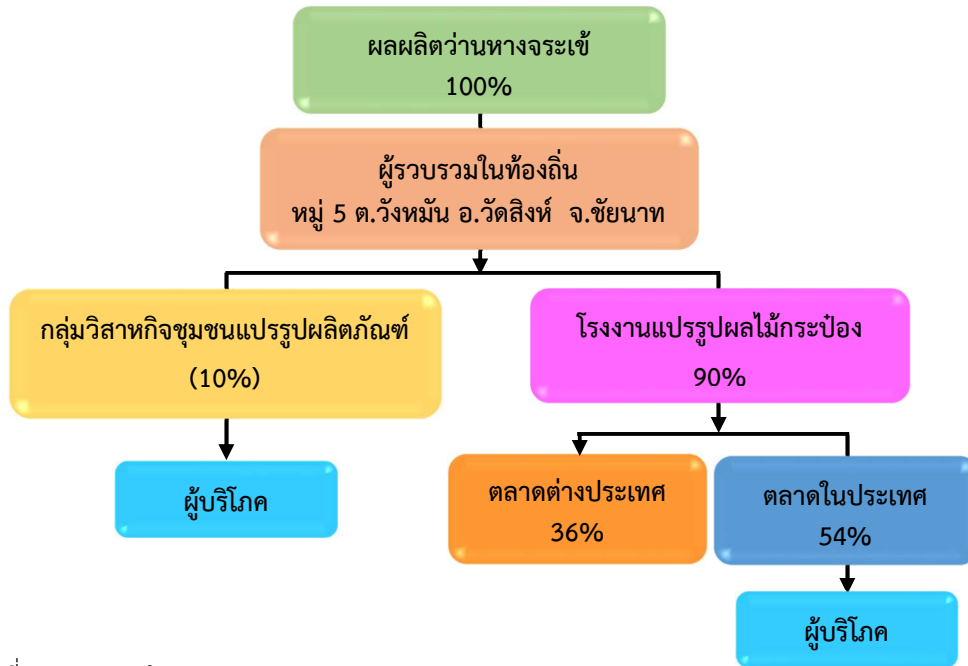 ผลผลิตว่านหางจระเข้
100%
ผู้รวบรวมในท้องถิ่น
หมู่ 5 ต.วังหมัน อ.วัดสิงห์ จ.ชัยนาท
กลุ่มวิสาหกิจชุมชนแปรรูปผลิตภัณฑ์
(10%)
โรงงานแปรรูปผลไม้กระป๋อง
90%
ผู้บริโภค
ตลาดต่างประเทศ
36%
ตลาดในประเทศ
54%
ผู้บริโภค